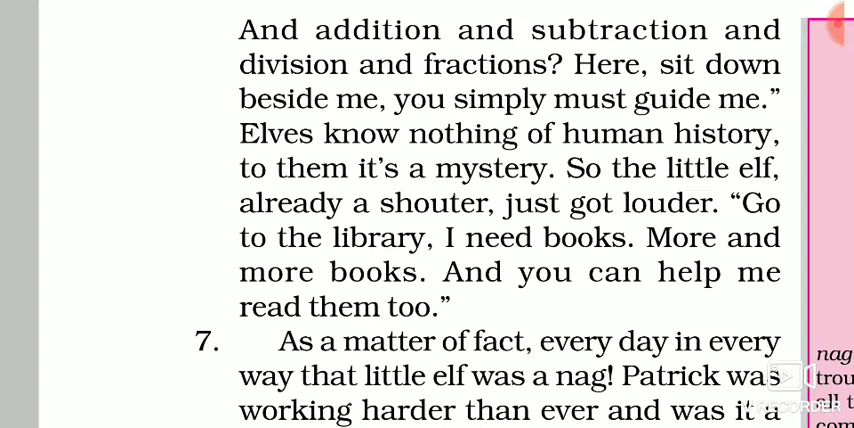 And addition and subtraction and
division and fractions? Here, sit down
beside me, you simply must guide me.”
Elves know nothing of human history,
to them it’s a mystery. So the little elf,
already a shouter, just got louder. “Go
to the library, I need books. More and
more books. And you can help me
read them too.”
7. As a matter of fact, every day in every
way that little elf was a nag! Patrick was
working harder than ever and was it a
nag
trou
all t
com
RECORDER